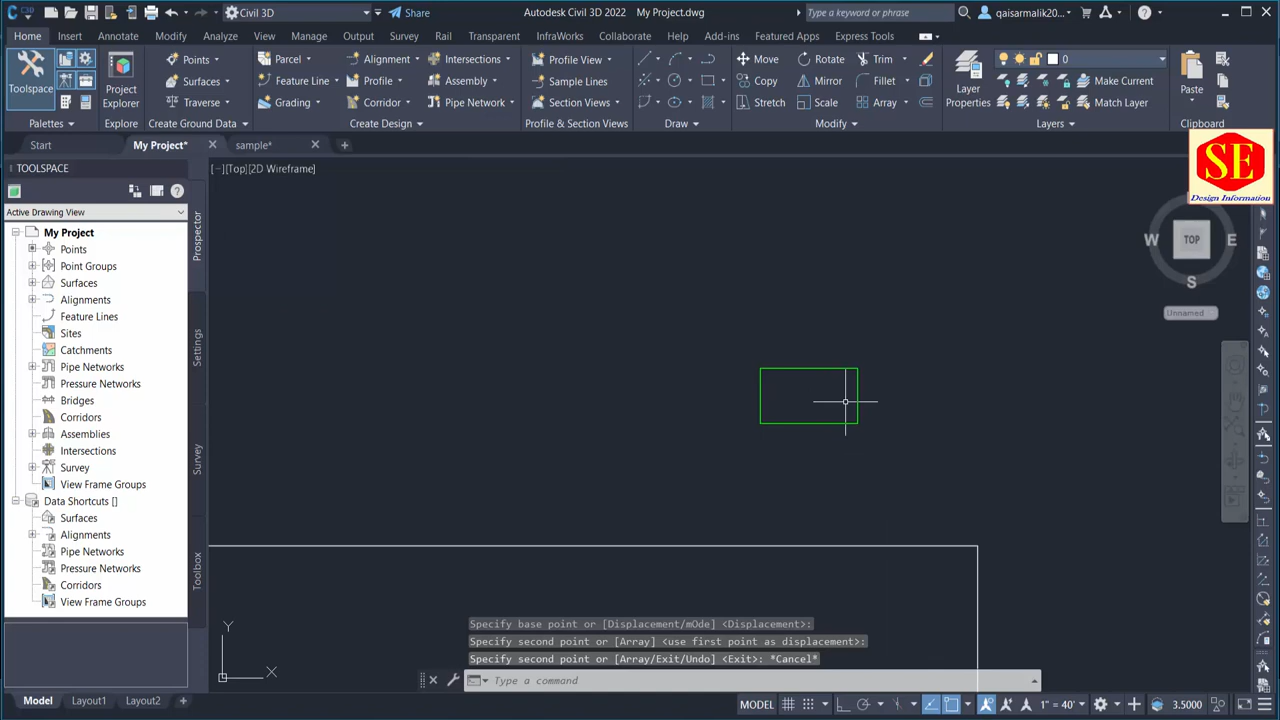 C3D
Civil 3D
Share
Autodesk Civil 3D 2022 My Project.dwg
Type a keyword or phrase
qaisarmalik20...
Home Insert Annotate Modify Analyze View Manage Output Survey Rail Transparent InfraWorks Collaborate Help Add-ins Featured Apps Express Tools
Toolspace
Project Explorer
Points
Surfaces
Traverse
Parcel
Feature Line
Grading
Alignment
Profile
Corridor
Intersections
Assembly
Pipe Network
Profile View
Sample Lines
Section Views
Move
Copy
Stretch
Rotate
Mirror
Scale
Trim
Fillet
Array
Layer Properties
0
Make Current
Match Layer
Paste
Palettes
Explore
Create Ground Data
Create Design
Profile & Section Views
Draw
Modify
Layers
Clipboard
Start My Project* sample*
SE
Design Information
TOOLSPACE
[−][Top][2D Wireframe]
Active Drawing View
Prospector
Settings
Survey
Toolbox
My Project
Points
Point Groups
Surfaces
Alignments
Feature Lines
Sites
Catchments
Pipe Networks
Pressure Networks
Bridges
Corridors
Assemblies
Intersections
Survey
View Frame Groups
Data Shortcuts []
Surfaces
Alignments
Pipe Networks
Pressure Networks
Corridors
View Frame Groups
W TOP E
S
Unnamed
Y
X
Specify base point or [Displacement/mOde] <Displacement>:
Specify second point or [Array] <use first point as displacement>:
Specify second point or [Array/Exit/Undo] <Exit>: *Cancel*
Type a command
Model Layout1 Layout2
MODEL
1" = 40'
3.5000